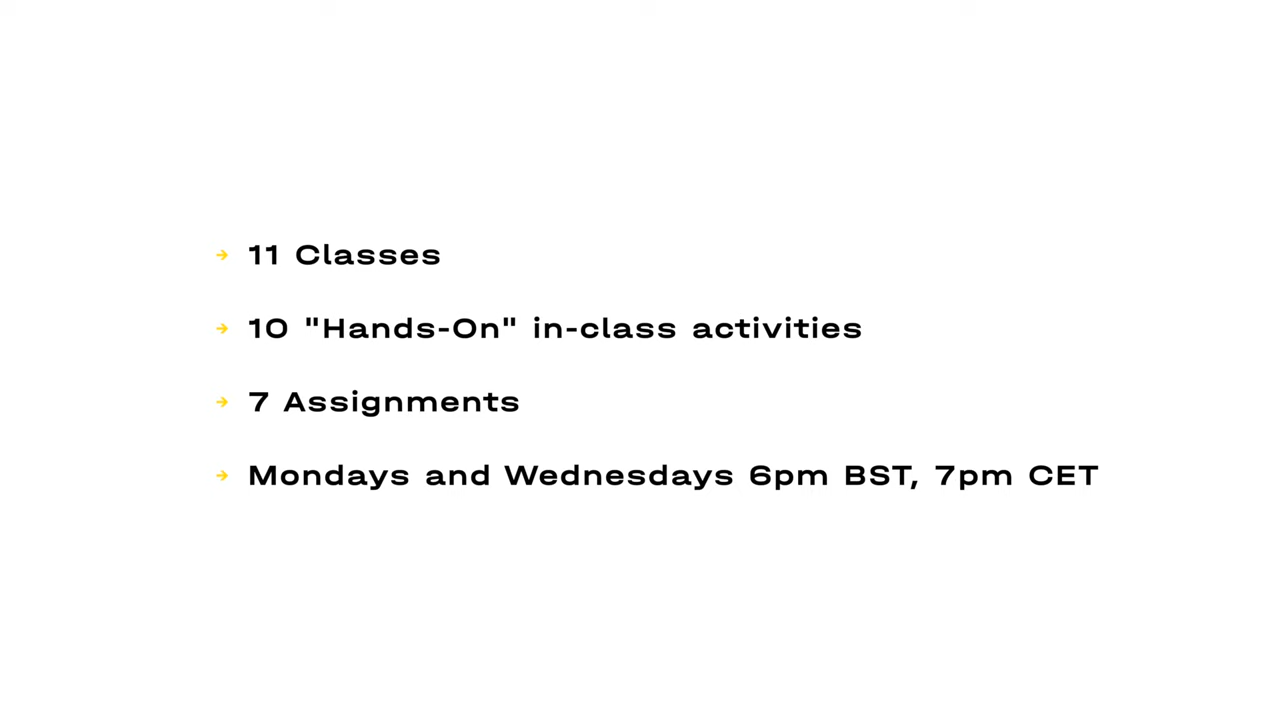 → 11 Classes
→ 10 "Hands-On" in-class activities
→ 7 Assignments
→ Mondays and Wednesdays 6pm BST, 7pm CET